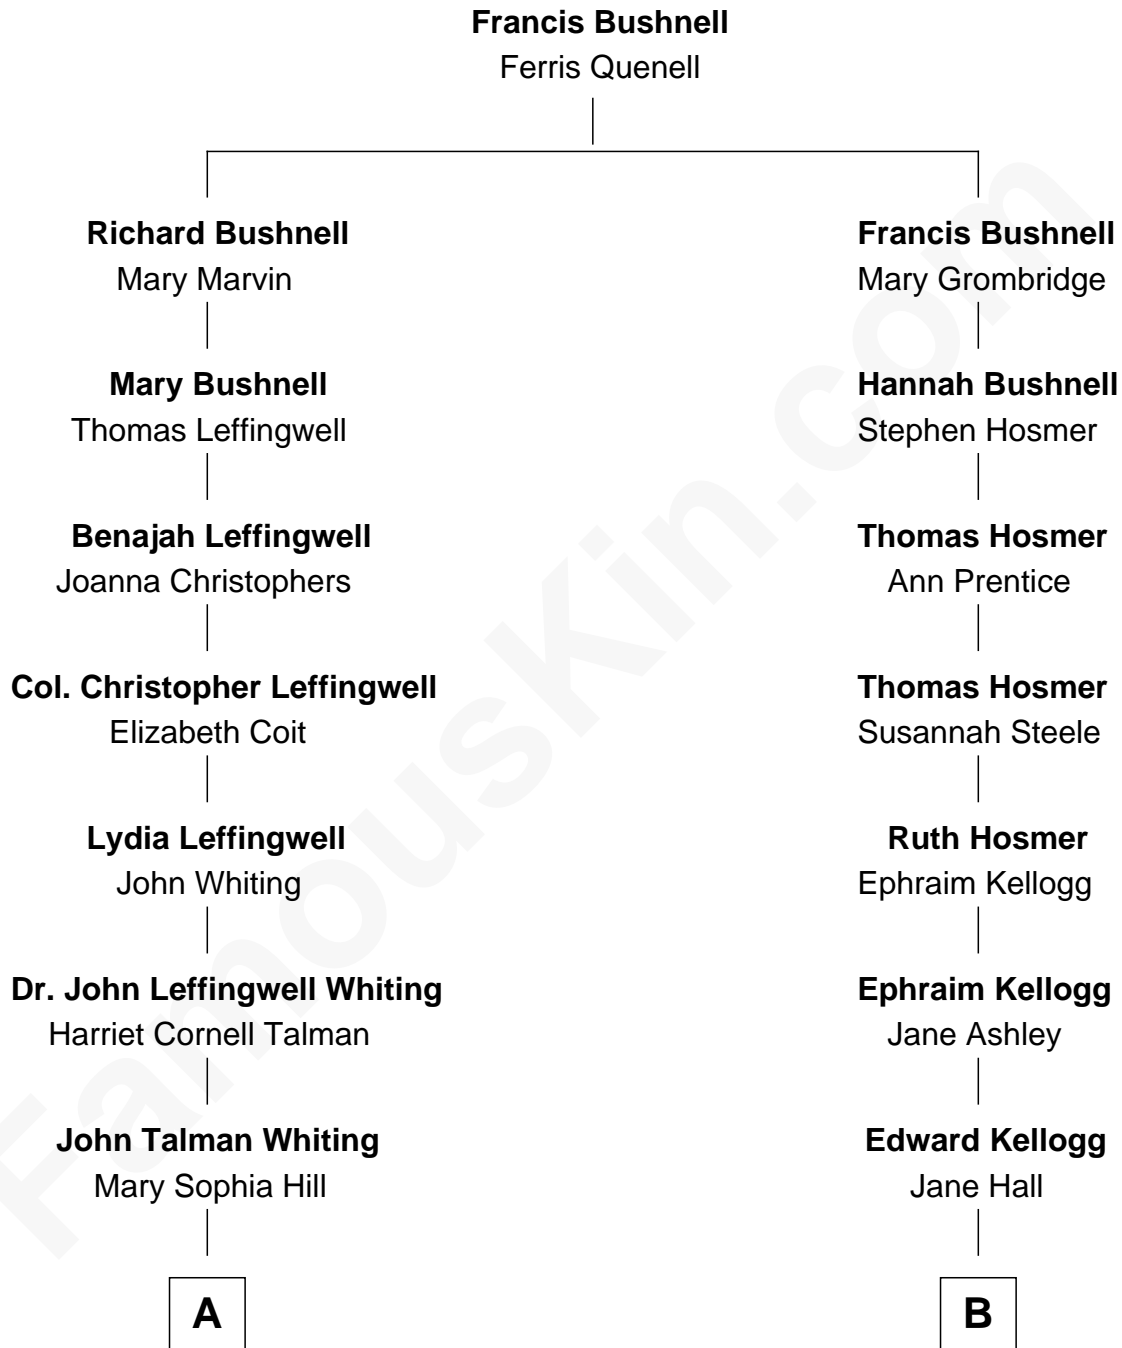 Francis Bushnell
Ferris Quenell
Richard Bushnell
Mary Marvin
Francis Bushnell
Mary Grombridge
Mary Bushnell
Thomas Leffingwell
Hannah Bushnell
Stephen Hosmer
Benajah Leffingwell
Joanna Christophers
Thomas Hosmer
Ann Prentice
Col. Christopher Leffingwell
Elizabeth Coit
Thomas Hosmer
Susannah Steele
Lydia Leffingwell
John Whiting
Ruth Hosmer
Ephraim Kellogg
Dr. John Leffingwell Whiting
Harriet Cornell Talman
Ephraim Kellogg
Jane Ashley
John Talman Whiting
Mary Sophia Hill
Edward Kellogg
Jane Hall
A
B
FamousKin.com